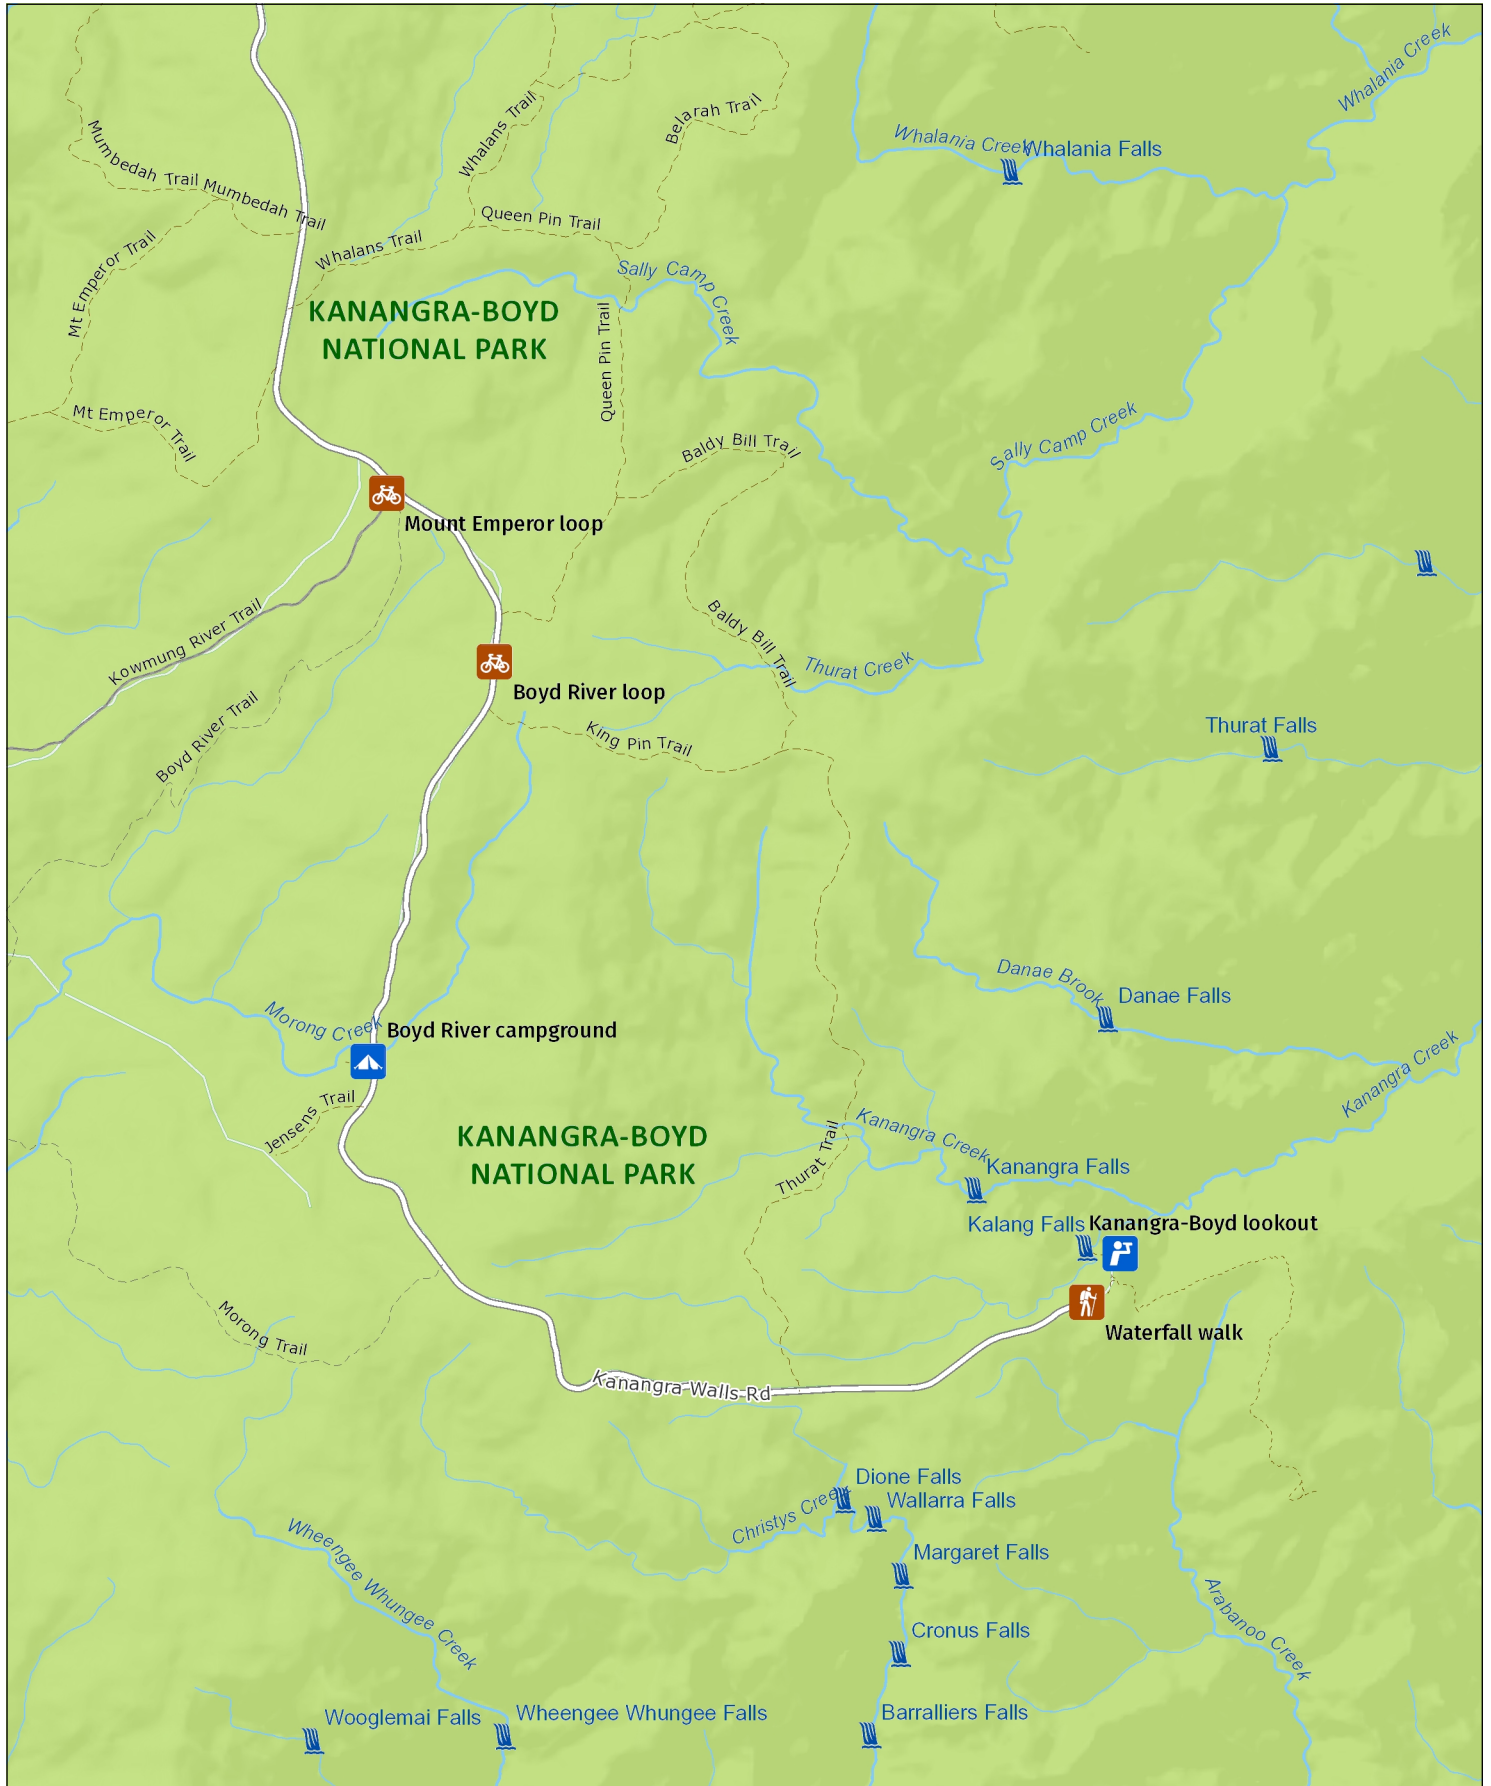 Whalania Creek
Mumbedah Trail
Mumbedah Trail
Whalans Trail
Belarah Trail
Whalania Creek
Whalania Falls
Queen Pin Trail
Whalans Trail
Mt Emperor Trail
Sally Camp Creek
KANANGRA-BOYD
NATIONAL PARK
Queen Pin Trail
Mt Emperor Trail
Baldy Bill Trail
Sally Camp Creek
Mount Emperor loop
Kowmung River Trail
Baldy Bill Trail
Thurat Creek
Boyd River loop
Boyd River Trail
King Pin Trail
Thurat Falls
Danae Brook
Danae Falls
Morong Creek
Boyd River campground
Kanangra Creek
Jensens Trail
KANANGRA-BOYD
NATIONAL PARK
Kanangra Creek
Thurat Trail
Kanangra Falls
Kalang Falls
Kanangra-Boyd lookout
Morong Trail
Waterfall walk
Kanangra Walls Rd
Dione Falls
Christys Creek
Wallarra Falls
Wheengee Whungee Creek
Margaret Falls
Arabanoo Creek
Cronus Falls
Wooglemai Falls
Wheengee Whungee Falls
Barralliers Falls